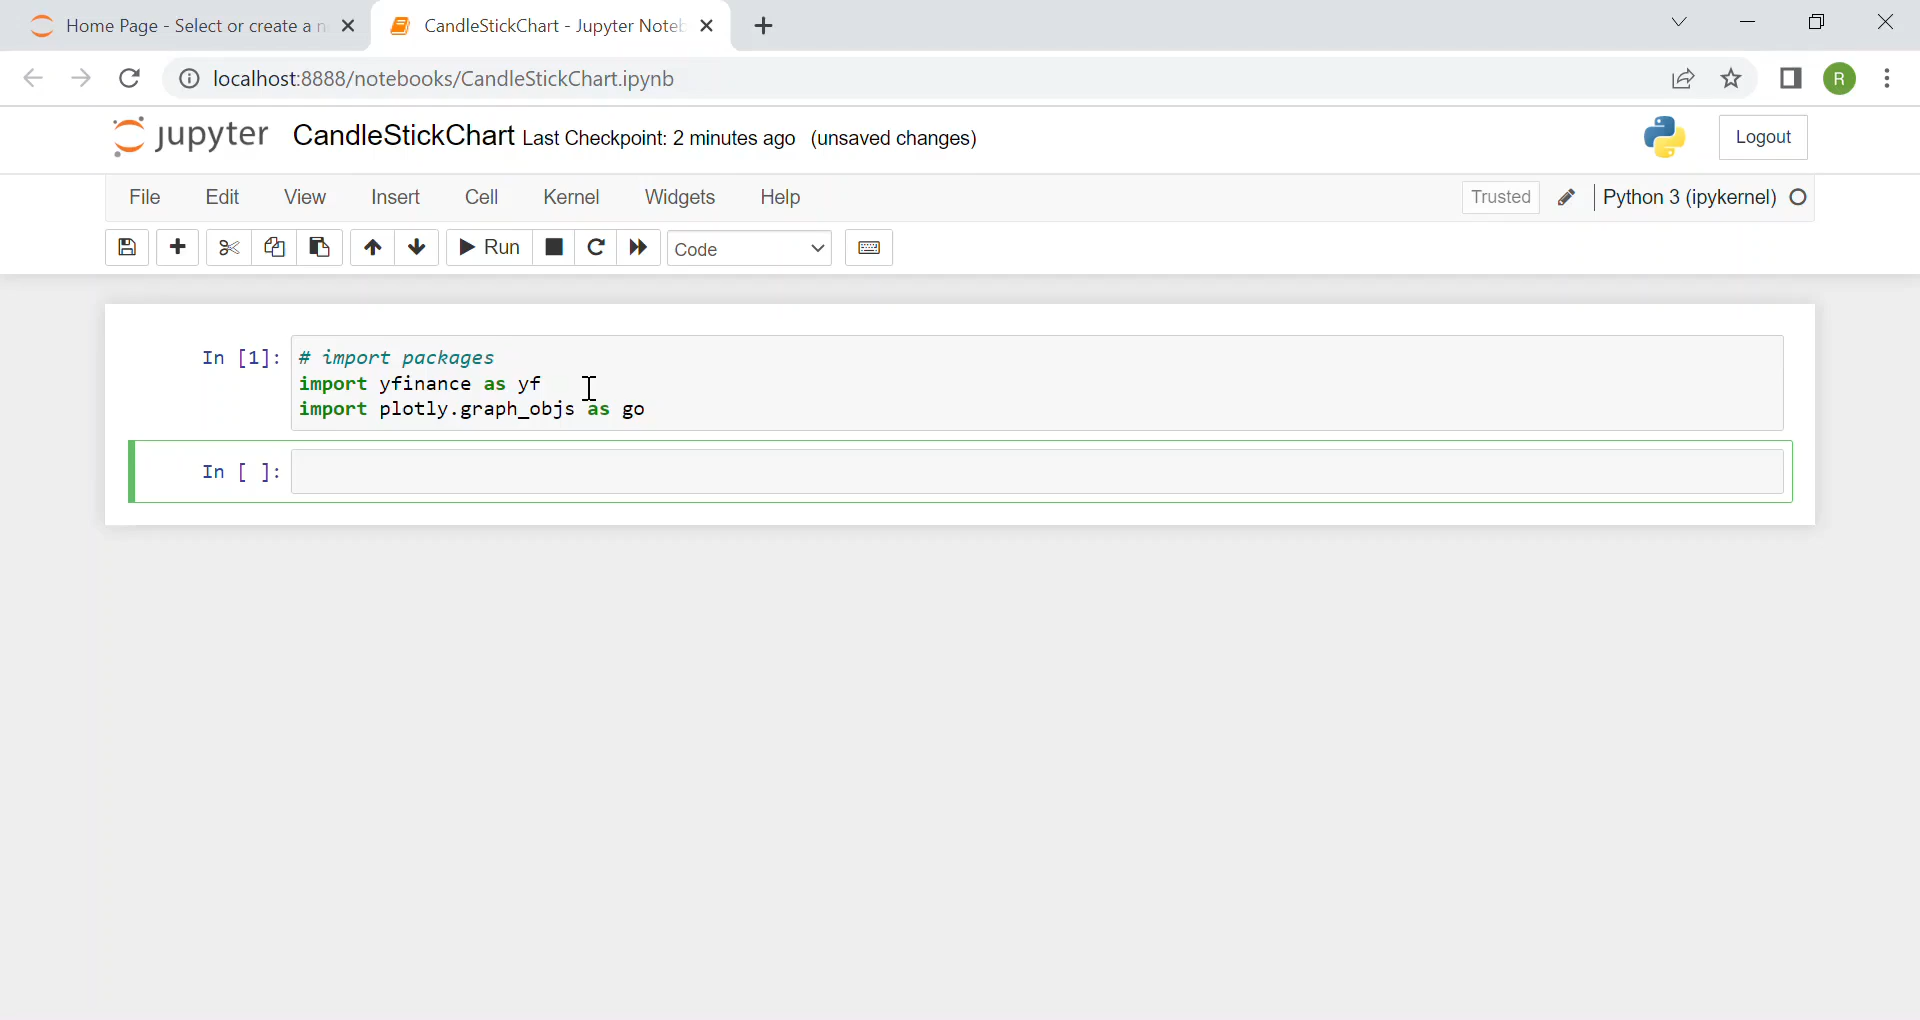 Home Page - Select or create a n
CandleStickChart - Jupyter Noteb
localhost:8888/notebooks/CandleStickChart.ipynb
R
jupyter CandleStickChart Last Checkpoint: 2 minutes ago (unsaved changes)
Logout
File Edit View Insert Cell Kernel Widgets Help
Trusted Python 3 (ipykernel)
Run Code
In [1]: # import packages
import yfinance as yf
import plotly.graph_objs as go
In [ ]: